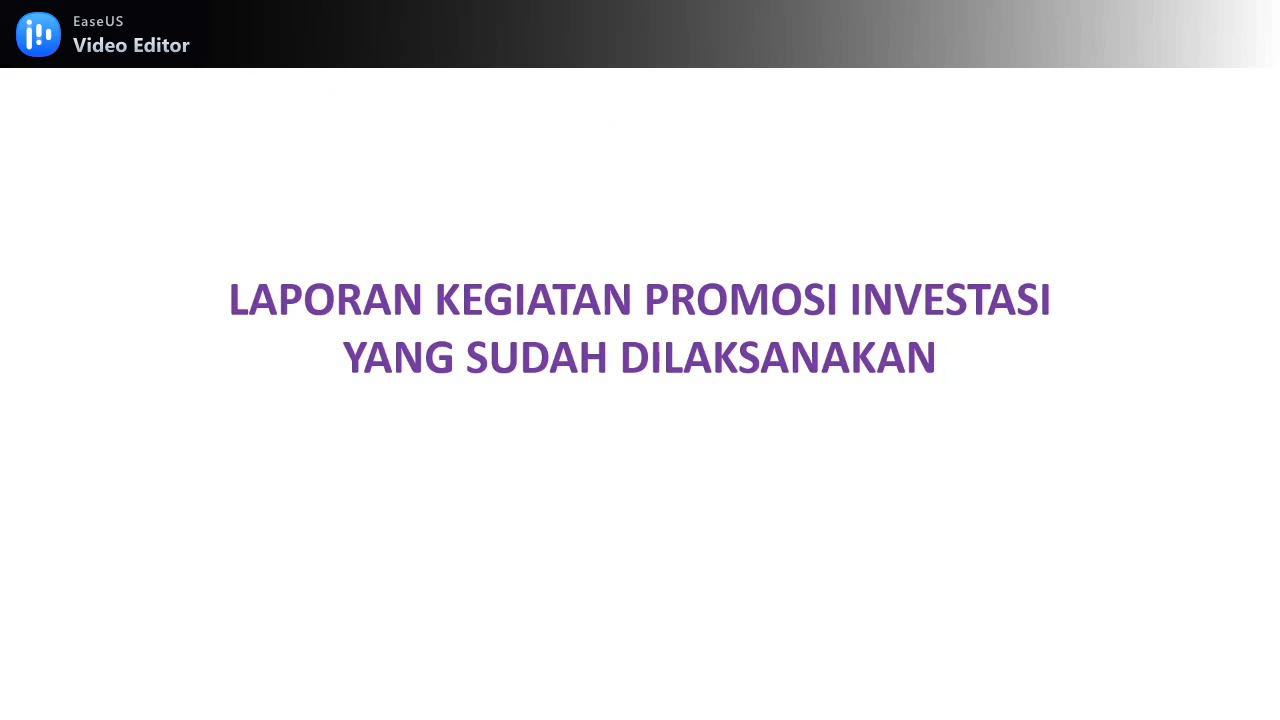 EaseUS
Video Editor
LAPORAN KEGIATAN PROMOSI INVESTASI
YANG SUDAH DILAKSANAKAN